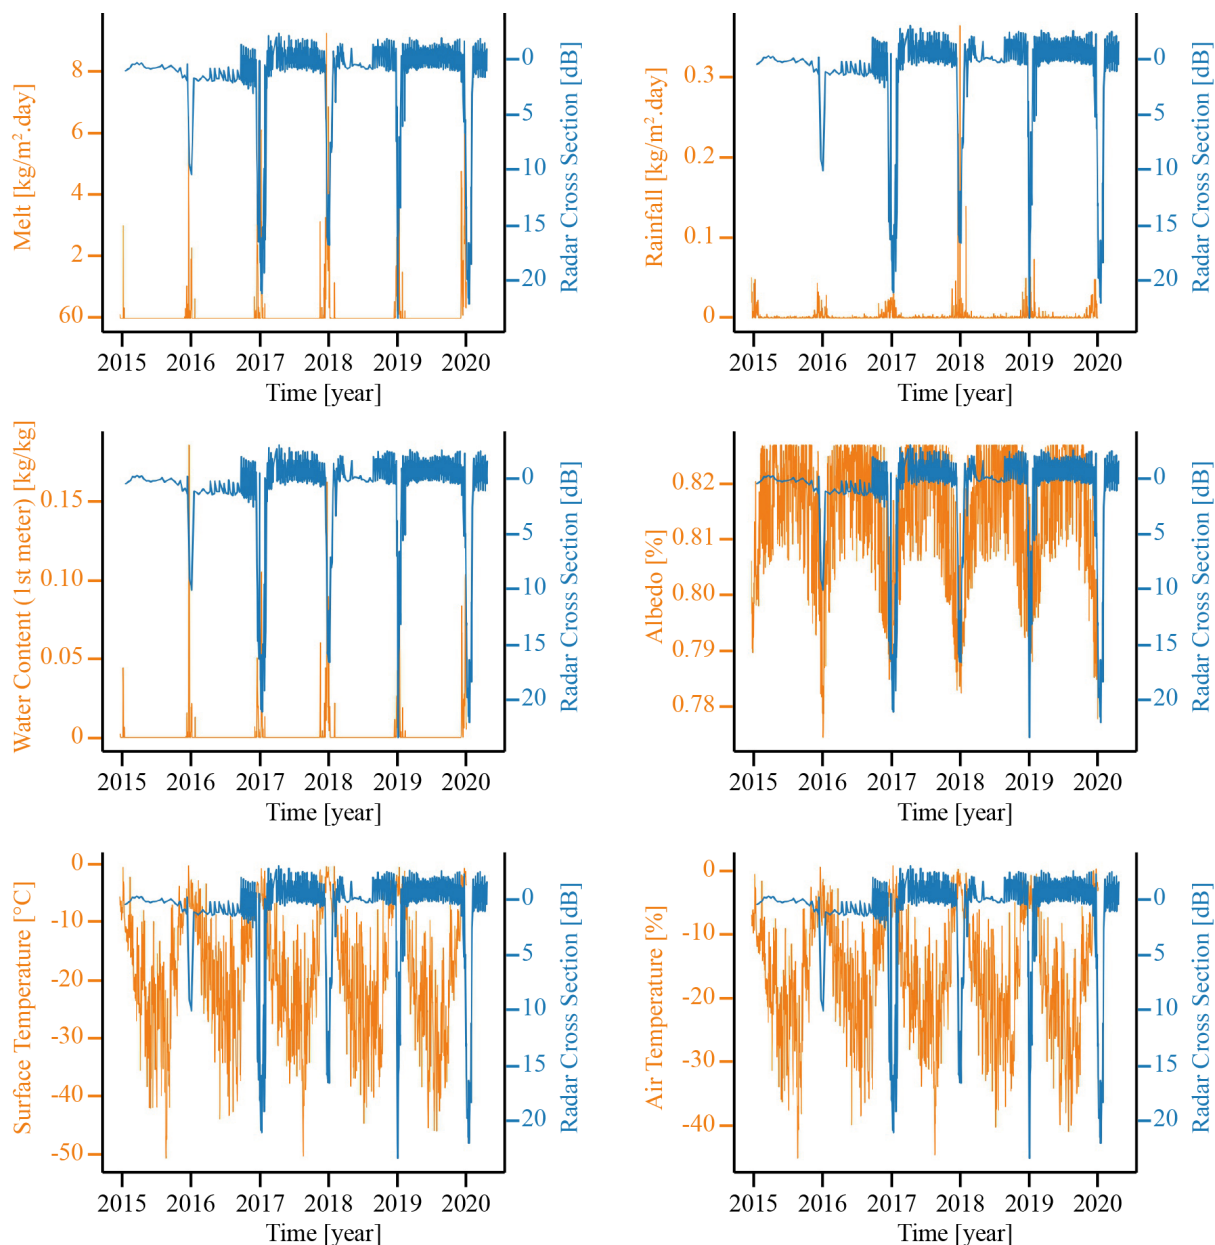 Melt [kg/m².day]
8
6
4
2
60
0
5
10
15
20
Radar Cross Section [dB]
2015 2016 2017 2018 2019 2020
Time [year]
Rainfall [kg/m².day]
0.3
0.2
0.1
0
0
5
10
15
20
Radar Cross Section [dB]
2015 2016 2017 2018 2019 2020
Time [year]
Water Content (1st meter) [kg/kg]
0.15
0.10
0.05
0
0
5
10
15
20
Radar Cross Section [dB]
2015 2016 2017 2018 2019 2020
Time [year]
Albedo [%]
0.82
0.81
0.80
0.79
0.78
0
5
10
15
20
Radar Cross Section [dB]
2015 2016 2017 2018 2019 2020
Time [year]
Surface Temperature [°C]
0
-10
-20
-30
-40
-50
0
5
10
15
20
Radar Cross Section [dB]
2015 2016 2017 2018 2019 2020
Time [year]
Air Temperature [%]
0
-10
-20
-30
-40
0
5
10
15
20
Radar Cross Section [dB]
2015 2016 2017 2018 2019 2020
Time [year]